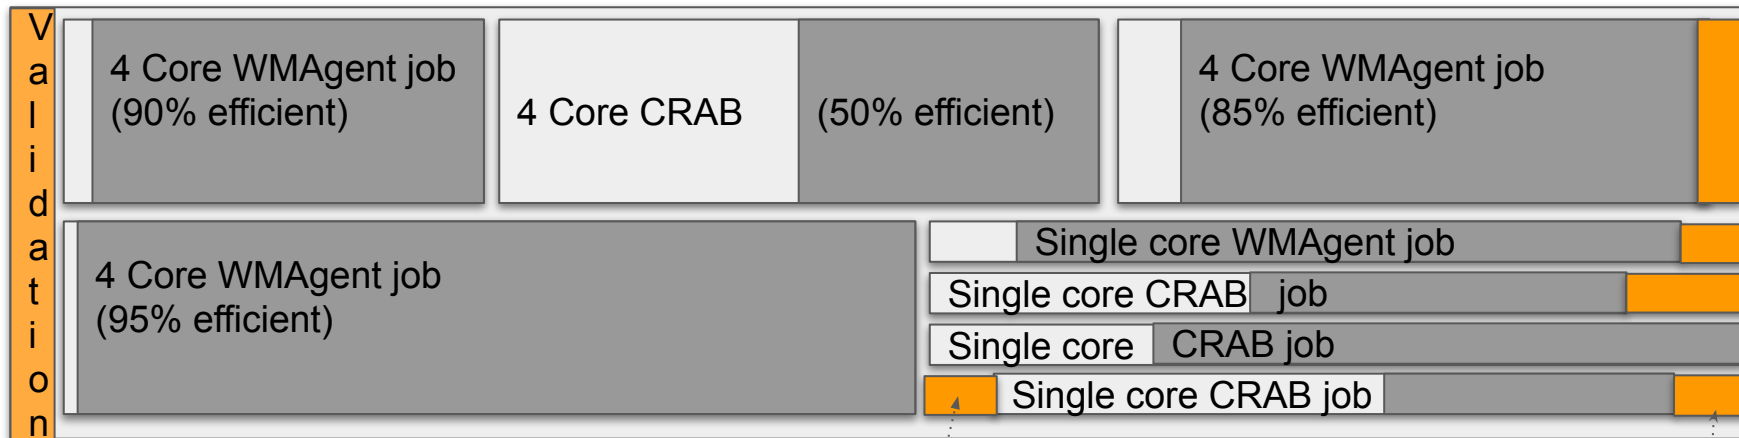 Validation
4 Core WMAgent job
(90% efficient)
4 Core CRAB (50% efficient)
4 Core WMAgent job
(85% efficient)
4 Core WMAgent job
(95% efficient)
Single core WMAgent job
Single core CRAB job
Single core CRAB job
Single core CRAB job